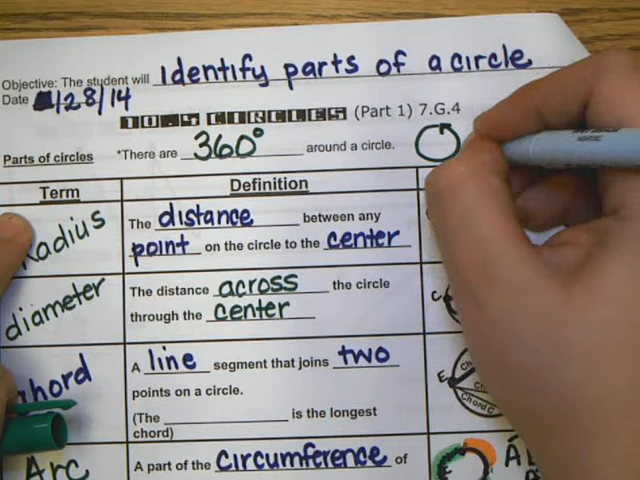 Objective: The student will Identify parts of a circle
Date /28/14
10.5 CIRCLES (Part 1) 7.G.4
Parts of circles *There are 360° around a circle.
Term Definition
Radius The distance between any
point on the circle to the center
diameter The distance across the circle
through the center
chord A line segment that joins two
points on a circle.
(The ____________ is the longest
chord)
Arc A part of the circumference of
Chord C